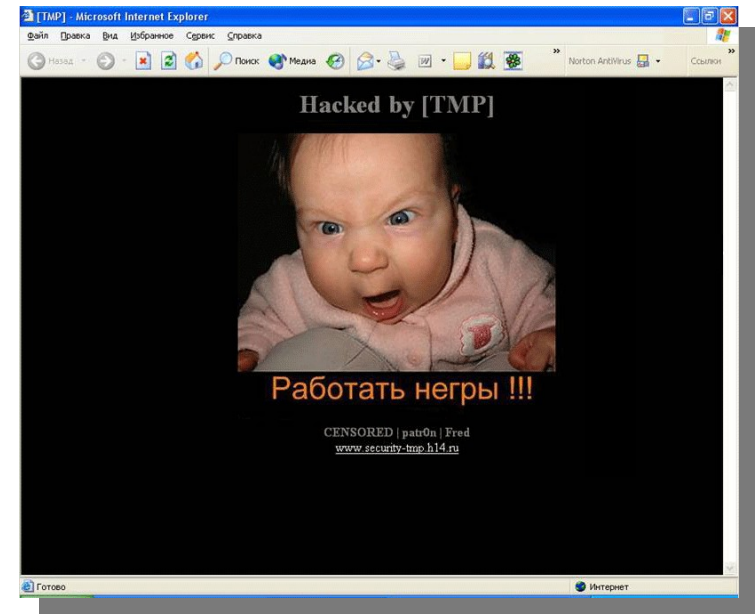 [TMP] - Microsoft Internet Explorer
Файл Правка Вид Избранное Сервис Справка
Назад Поиск Медиа W » Norton AntiVirus Ссылки »
Hacked by [TMP]
Работать негры !!!
CENSORED | patr0n | Fred
www.security-tmp.h14.ru
Готово Интернет